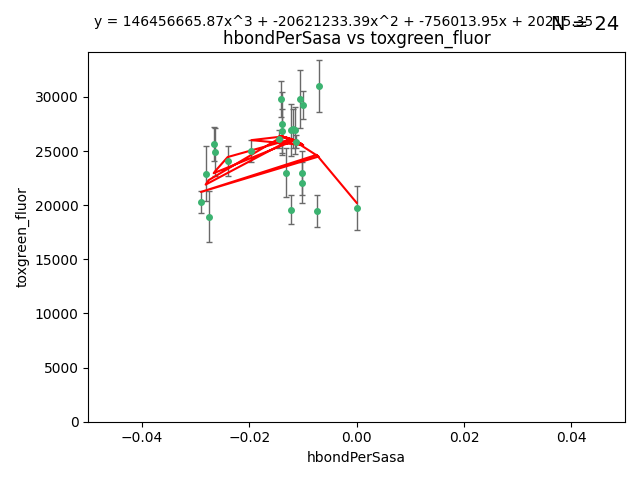 y = 146456665.87x^3 + -20621233.39x^2 + -756013.95x + 20215.35
N = 24
hbondPerSasa vs toxgreen_fluor
30000
25000
20000
15000
10000
5000
0
toxgreen_fluor
−0.04 −0.02 0.00 0.02 0.04
hbondPerSasa